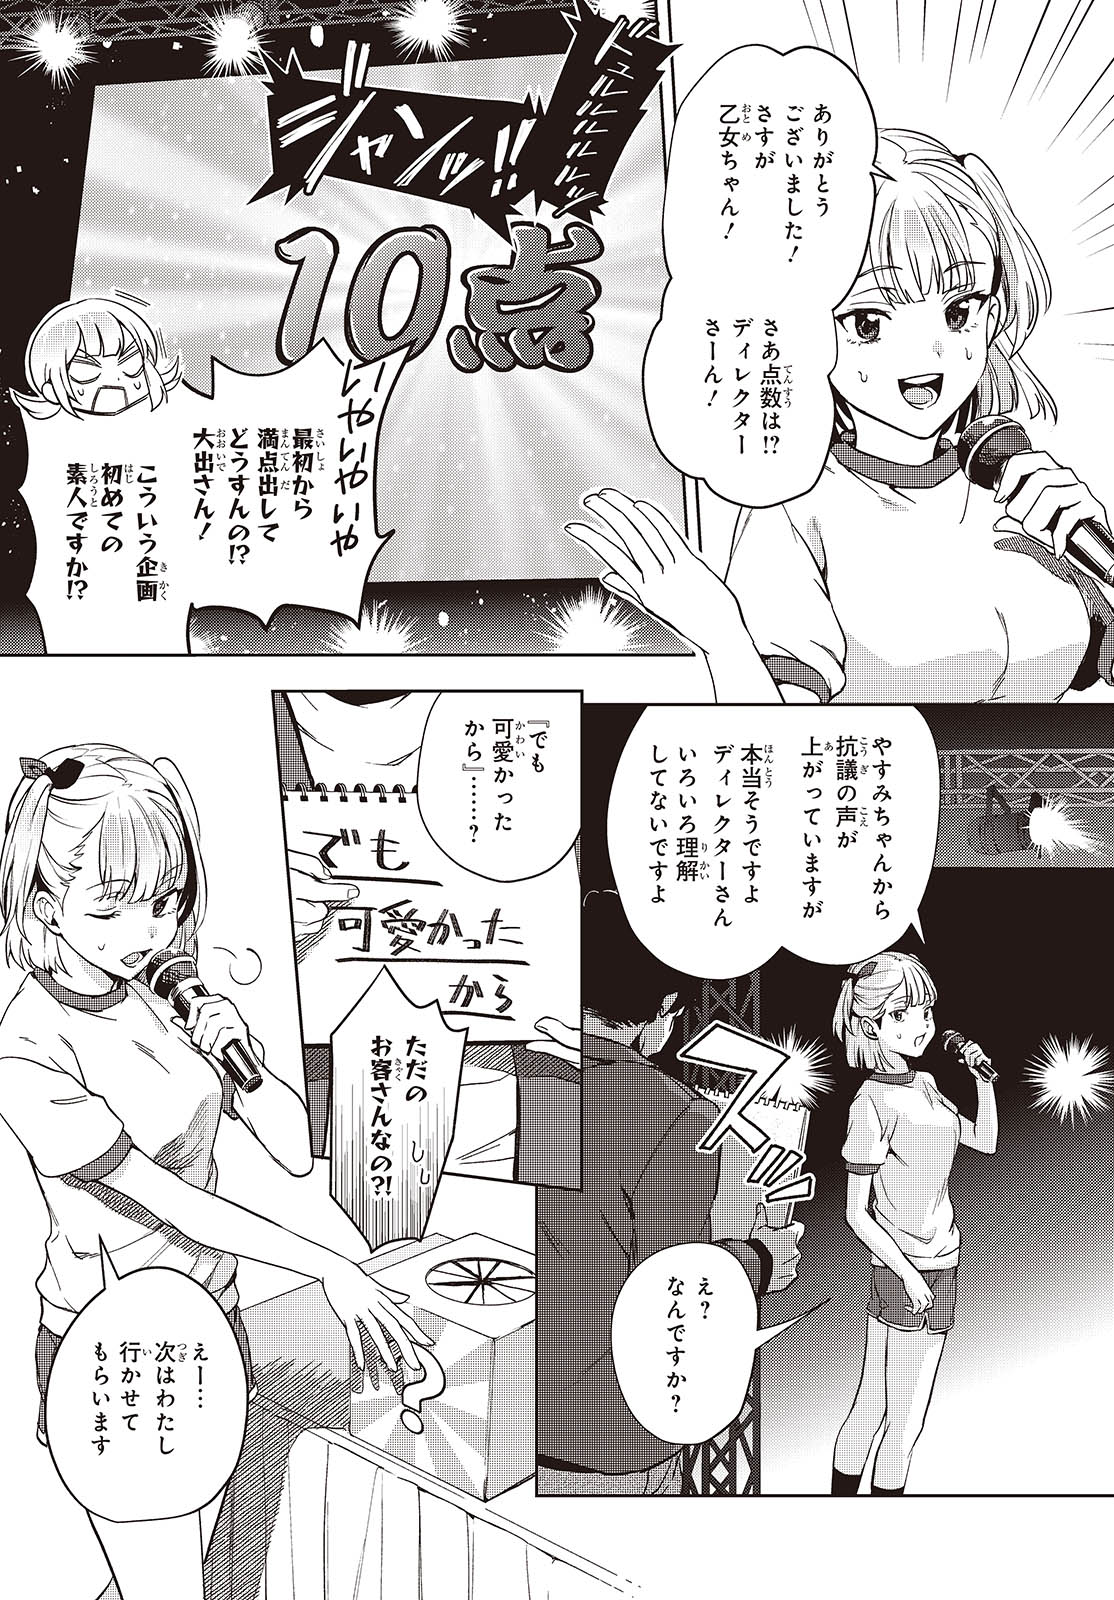 ありがとう
ございました！
さすが
乙女ちゃん！
さあ点数は!?
ディレクター
さーん！
ドュルルルルルルッ
ジャンッ!!
10点
いやいやいや
最初から
満点出して
どうすんの!?
大出さん！
こういう企画
初めての
素人ですか!?
やすみちゃんから
抗議の声が
上がっていますが
本当そうですよ
ディレクターさん
いろいろ理解
してないですよ
スッ
え？
なんですか？
『でも
可愛かった
から』……？
でも
可愛かった
から
ただの
お客さんなの?!
?
えー…
次はわたし
行かせて
もらいます